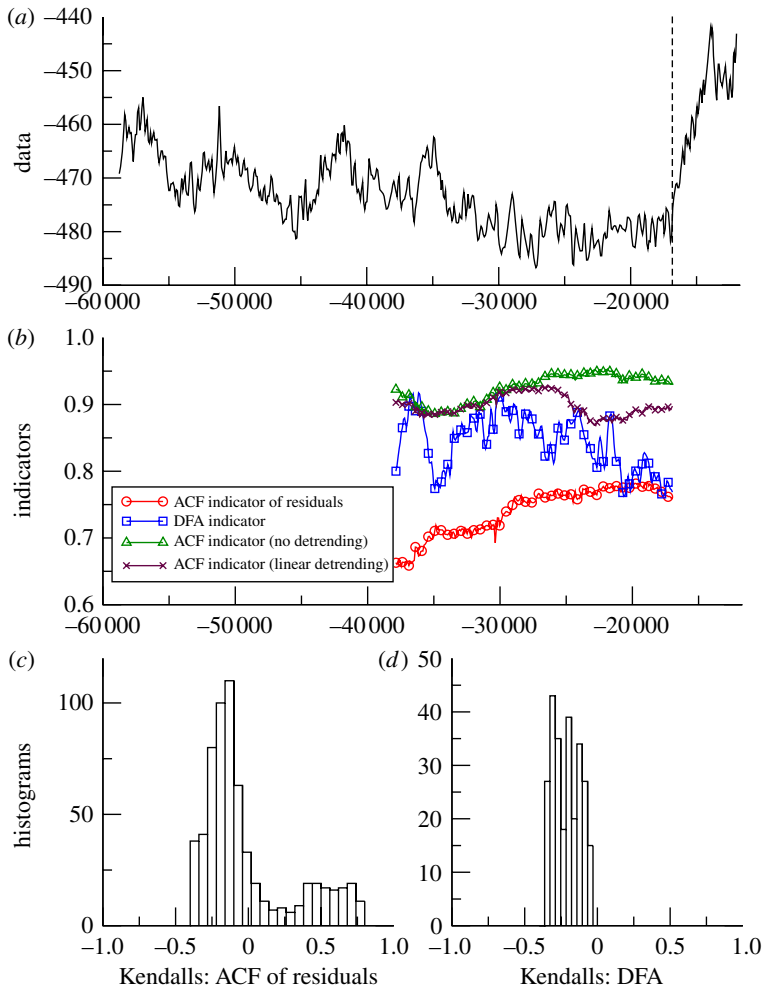 (a)
−440
−450
−460
−470
−480
−490
data
−60 000 −50 000 −40 000 −30 000 −20 000
(b)
1.0
0.9
0.8
0.7
0.6
indicators
ACF indicator of residuals
DFA indicator
ACF indicator (no detrending)
ACF indicator (linear detrending)
−60 000 −50 000 −40 000 −30 000 −20 000
(c)
100
50
0
histograms
−1.0 −0.5 0 0.5 1.0
Kendalls: ACF of residuals
(d)
50
40
30
20
10
0
−1.0 −0.5 0 0.5 1.0
Kendalls: DFA